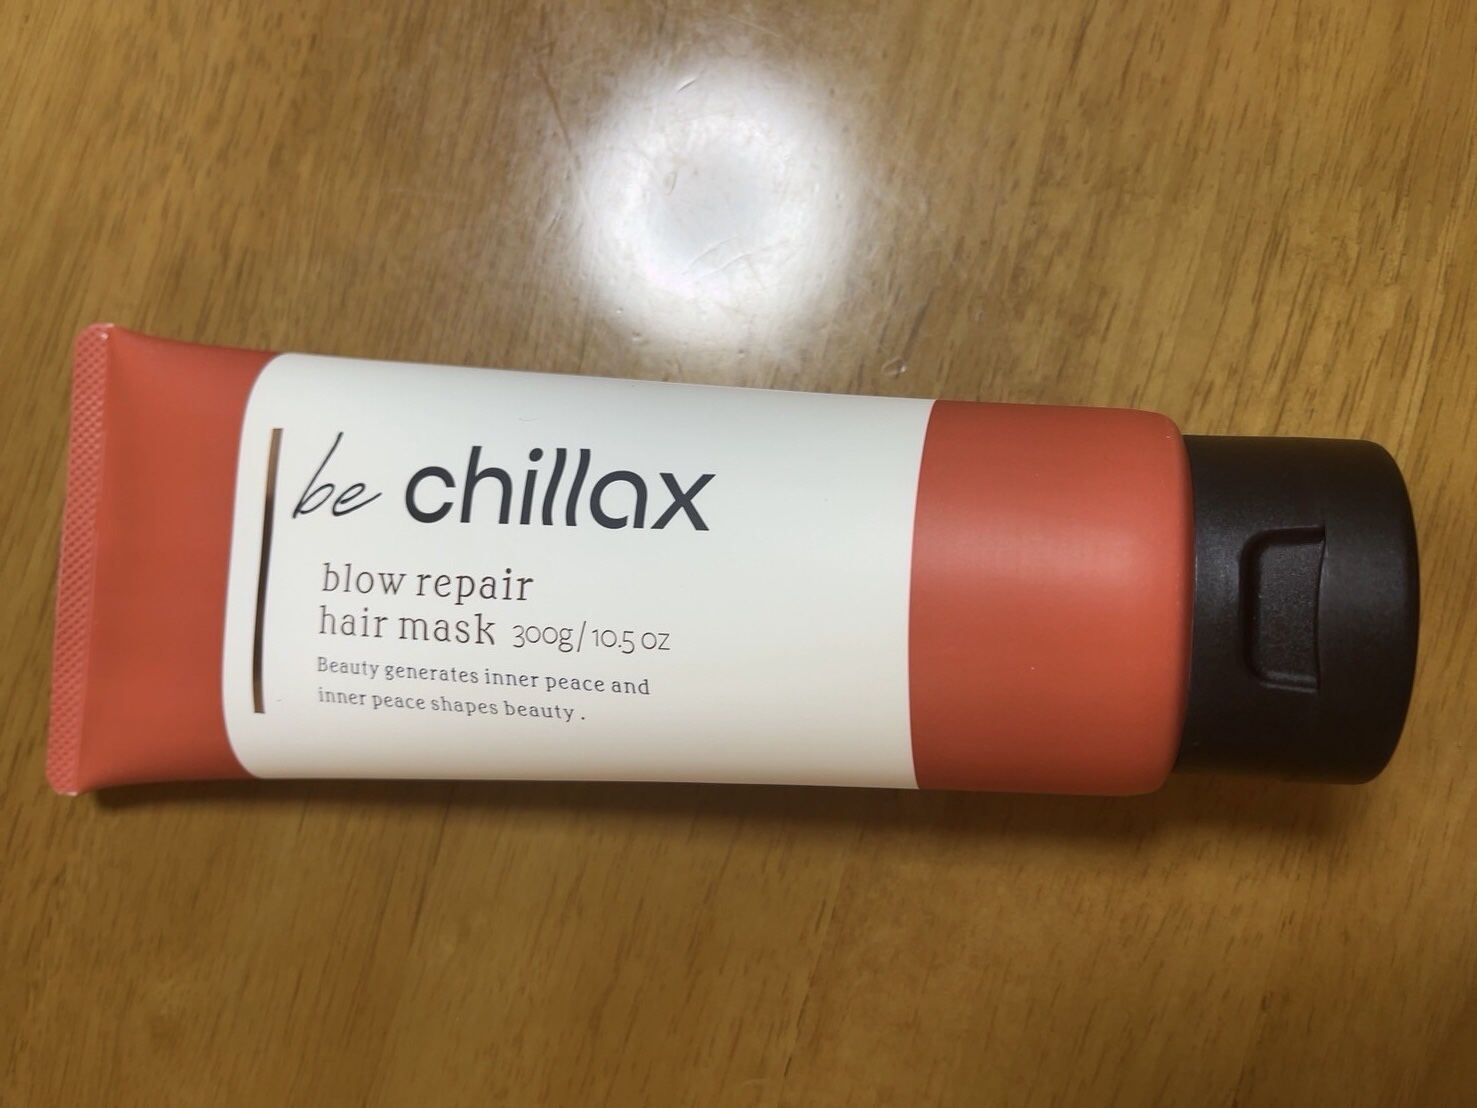 be chillax
blow repair
hair mask 300g/10.5 oz
Beauty generates inner peace and
inner peace shapes beauty .